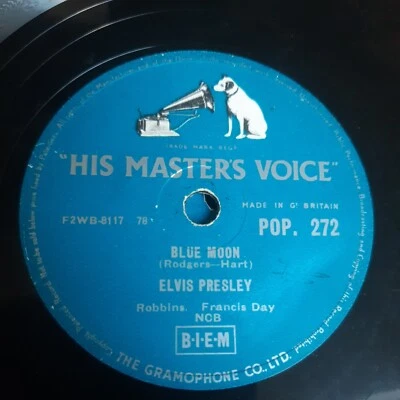 TRADE MARK REGD
"HIS MASTER'S VOICE"
MADE IN GT BRITAIN
F2WB-8117 78
POP. 272
BLUE MOON
(Rodgers-Hart)
ELVIS PRESLEY
Robbins. Francis Day
NCB
B·I·E·M
THE GRAMOPHONE CO., LTD.